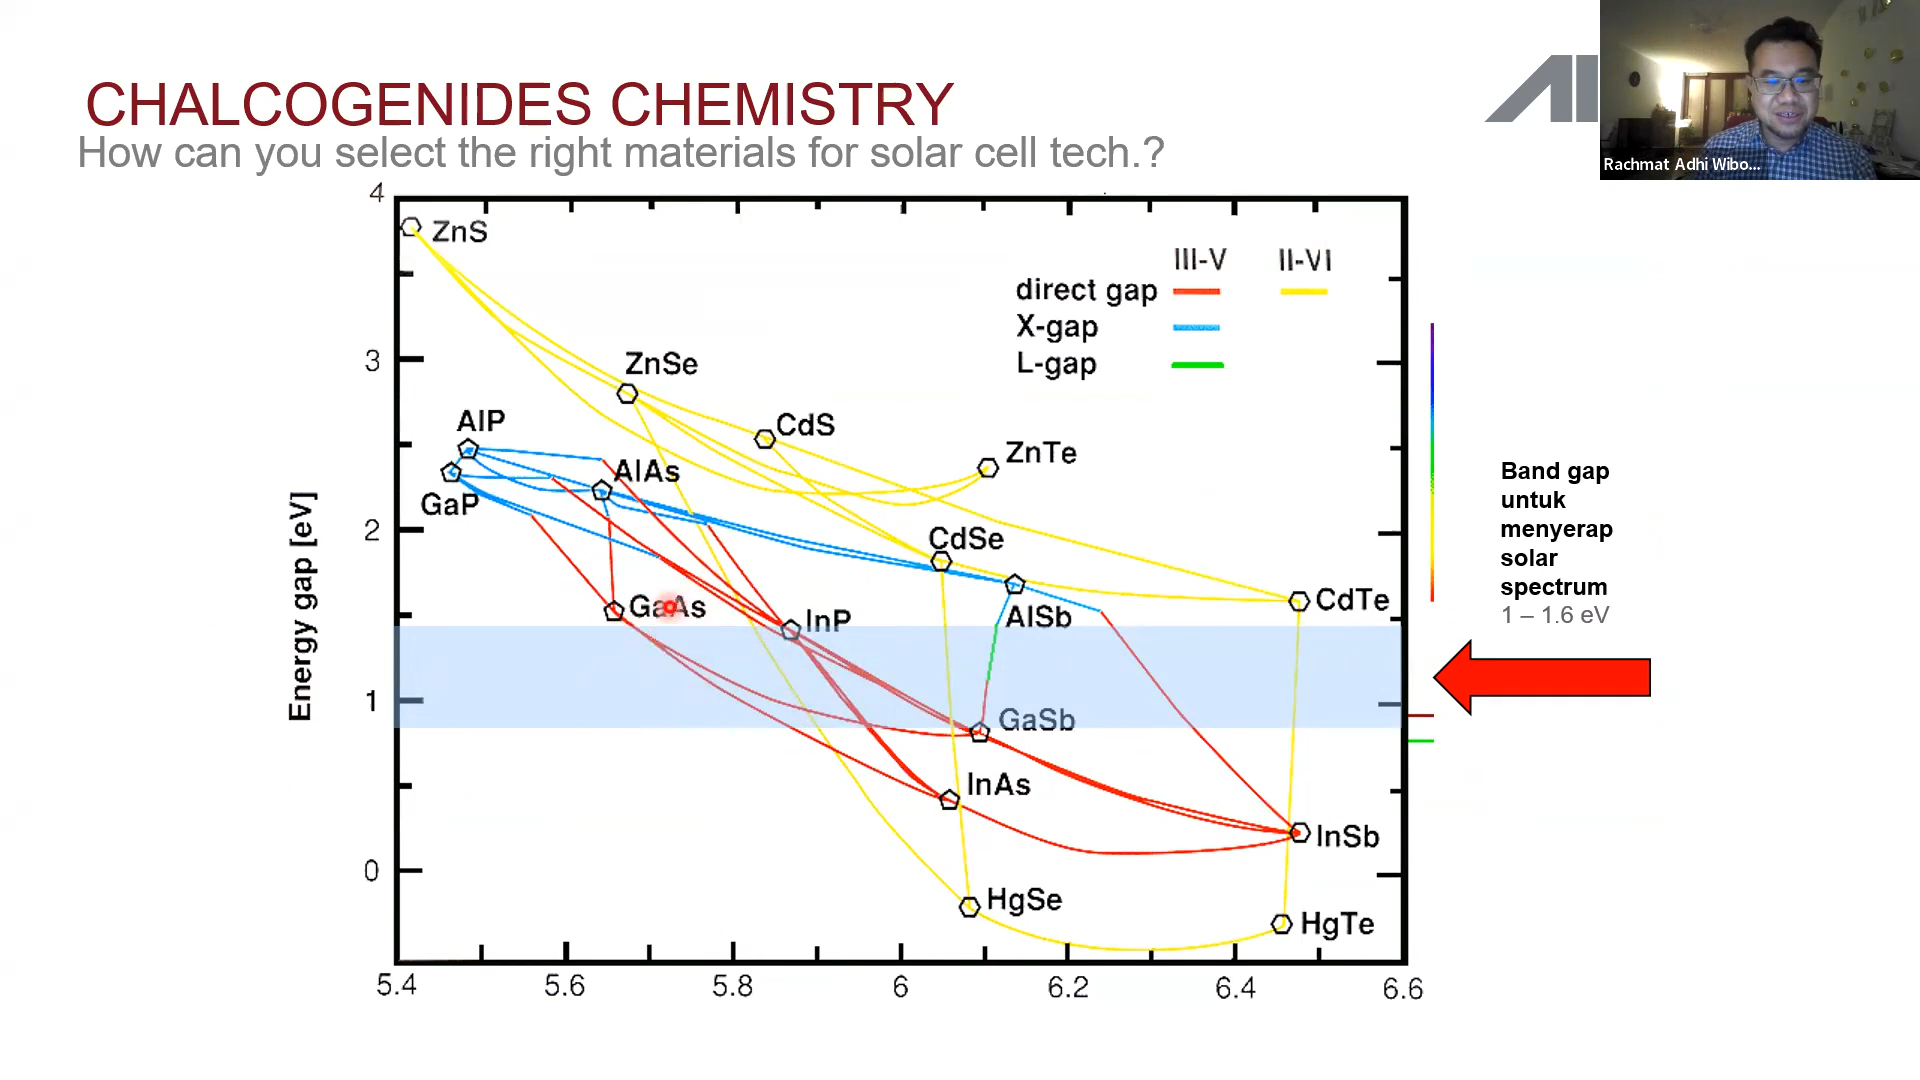 CHALCOGENIDES CHEMISTRY
How can you select the right materials for solar cell tech.?
AI
Rachmat Adhi Wibo...
4
3
2
1
0
Energy gap [eV]
ZnS
ZnSe
CdS
ZnTe
AlP
AlAs
GaP
CdSe
GaAs
InP
AlSb
CdTe
GaSb
InAs
InSb
HgSe
HgTe
III-V II-VI
direct gap
X-gap
L-gap
5.4 5.6 5.8 6 6.2 6.4 6.6
Band gap
untuk
menyerap
solar
spectrum
1 – 1.6 eV